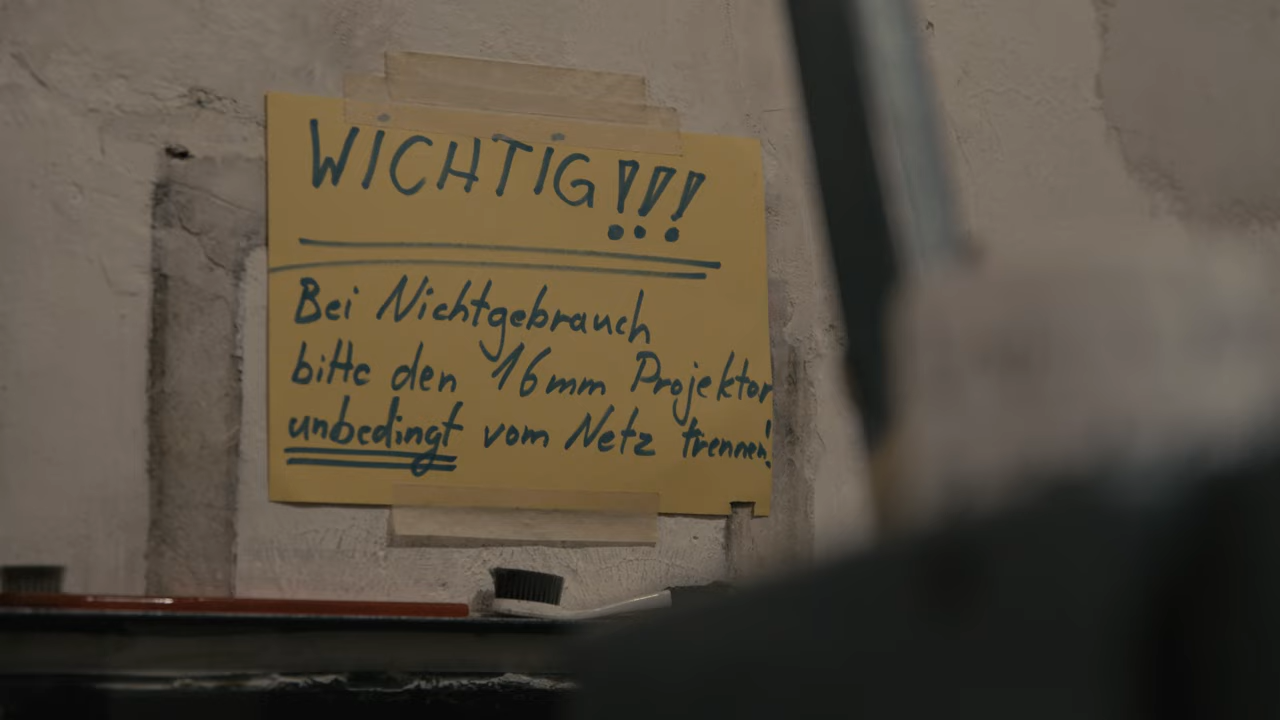 WICHTIG!!!
Bei Nichtgebrauch
bitte den 16mm Projektor
unbedingt vom Netz trennen!